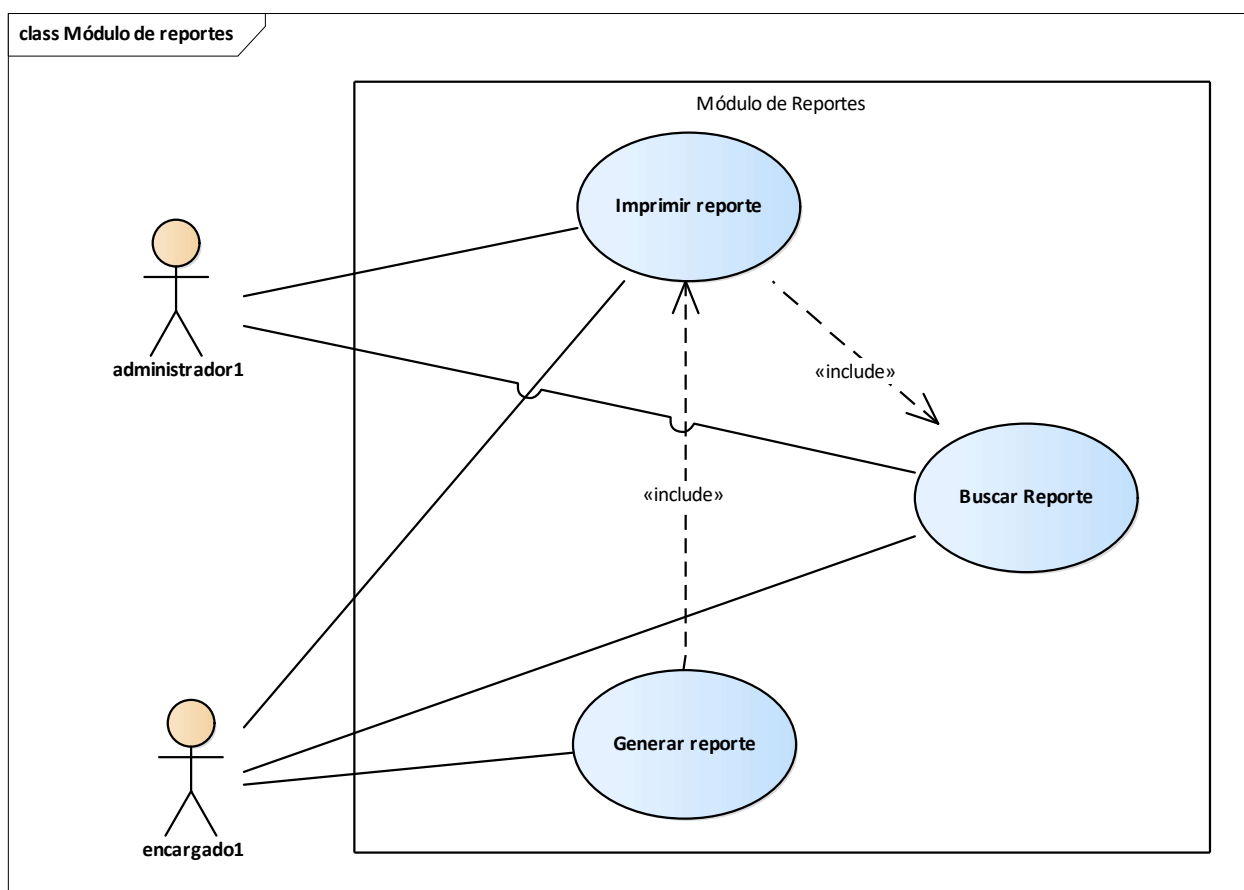 class Módulo de reportes
Módulo de Reportes
Imprimir reporte
administrador1
«include»
Buscar Reporte
«include»
Generar reporte
encargado1